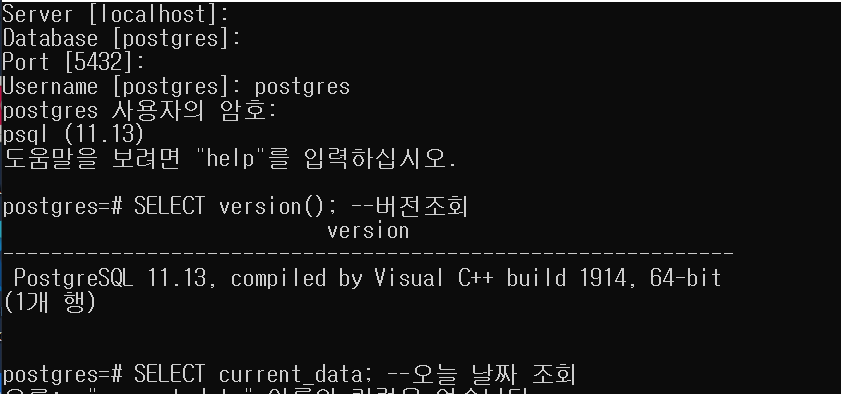 Server [localhost]:
Database [postgres]:
Port [5432]:
Username [postgres]: postgres
postgres 사용자의 암호:
psql (11.13)
도움말을 보려면 "help"를 입력하십시오.
postgres=# SELECT version(); --버전조회
version
-------------------------------------------------------------
PostgreSQL 11.13, compiled by Visual C++ build 1914, 64-bit
(1개 행)
postgres=# SELECT current_data; --오늘 날짜 조회